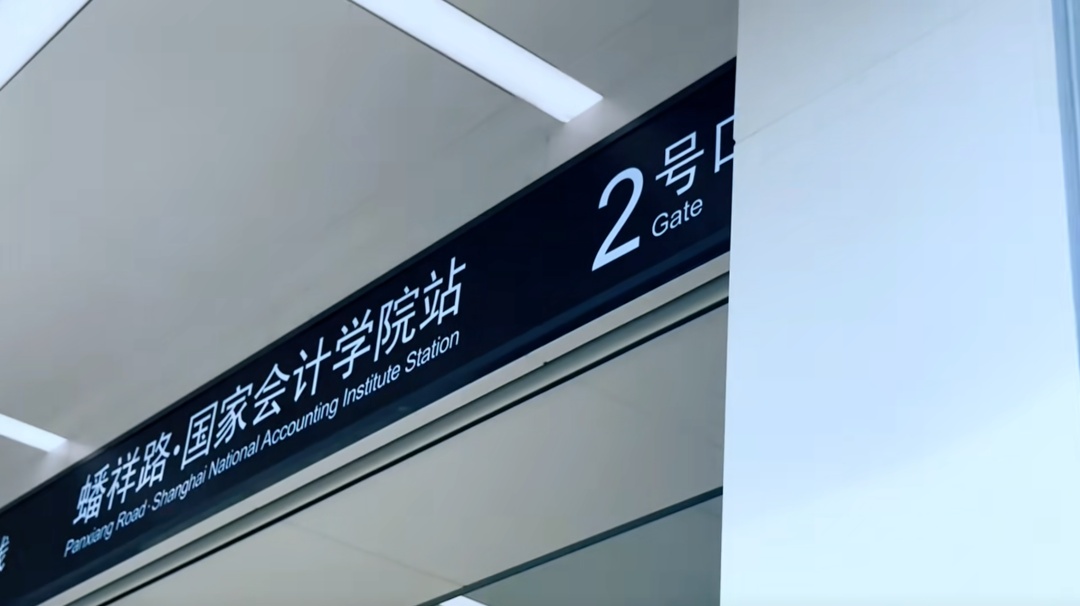 蟠祥路·国家会计学院站
Panxiang Road·Shanghai National Accounting Institute Station
2号口
Gate